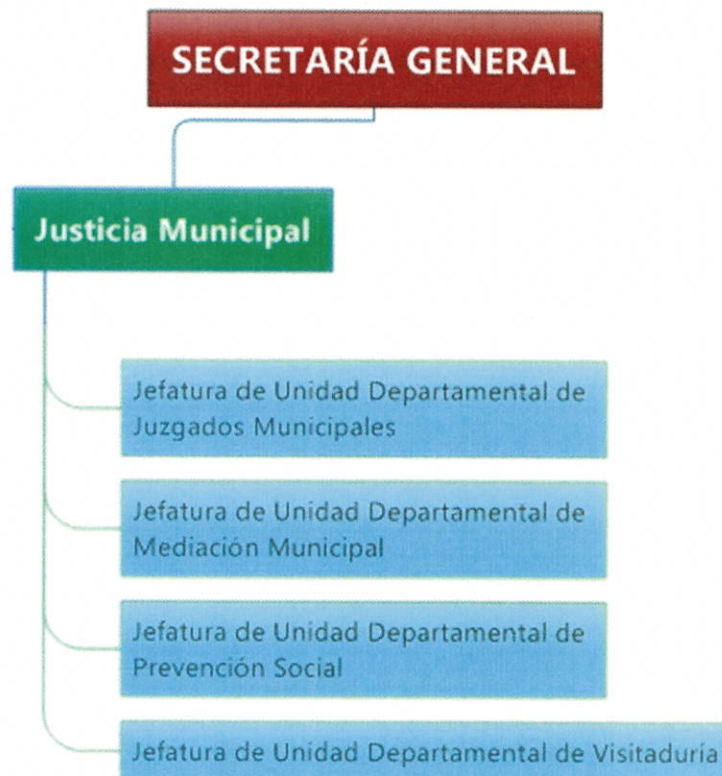 SECRETARÍA GENERAL
Justicia Municipal
Jefatura de Unidad Departamental de
Juzgados Municipales
Jefatura de Unidad Departamental de
Mediación Municipal
Jefatura de Unidad Departamental de
Prevención Social
Jefatura de Unidad Departamental de Visitaduría